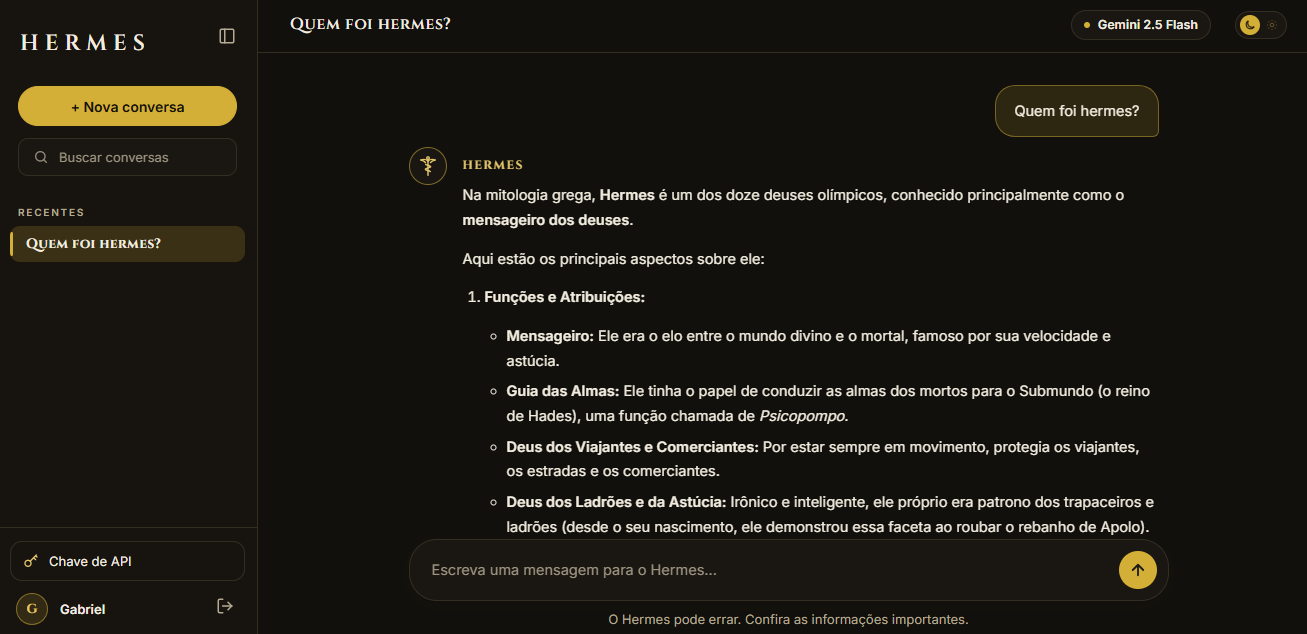 HERMES
+ Nova conversa
Buscar conversas
RECENTES
Quem foi hermes?
Chave de API
G
Gabriel
Quem foi hermes?
Gemini 2.5 Flash
Quem foi hermes?
HERMES
Na mitologia grega, Hermes é um dos doze deuses olímpicos, conhecido principalmente como o
mensageiro dos deuses.
Aqui estão os principais aspectos sobre ele:
1. Funções e Atribuições:
Mensageiro: Ele era o elo entre o mundo divino e o mortal, famoso por sua velocidade e
astúcia.
Guia das Almas: Ele tinha o papel de conduzir as almas dos mortos para o Submundo (o reino
de Hades), uma função chamada de Psicopompo.
Deus dos Viajantes e Comerciantes: Por estar sempre em movimento, protegia os viajantes,
os estradas e os comerciantes.
Deus dos Ladrões e da Astúcia: Irônico e inteligente, ele próprio era patrono dos trapaceiros e
ladrões (desde o seu nascimento, ele demonstrou essa faceta ao roubar o rebanho de Apolo).
Escreva uma mensagem para o Hermes...
O Hermes pode errar. Confira as informações importantes.